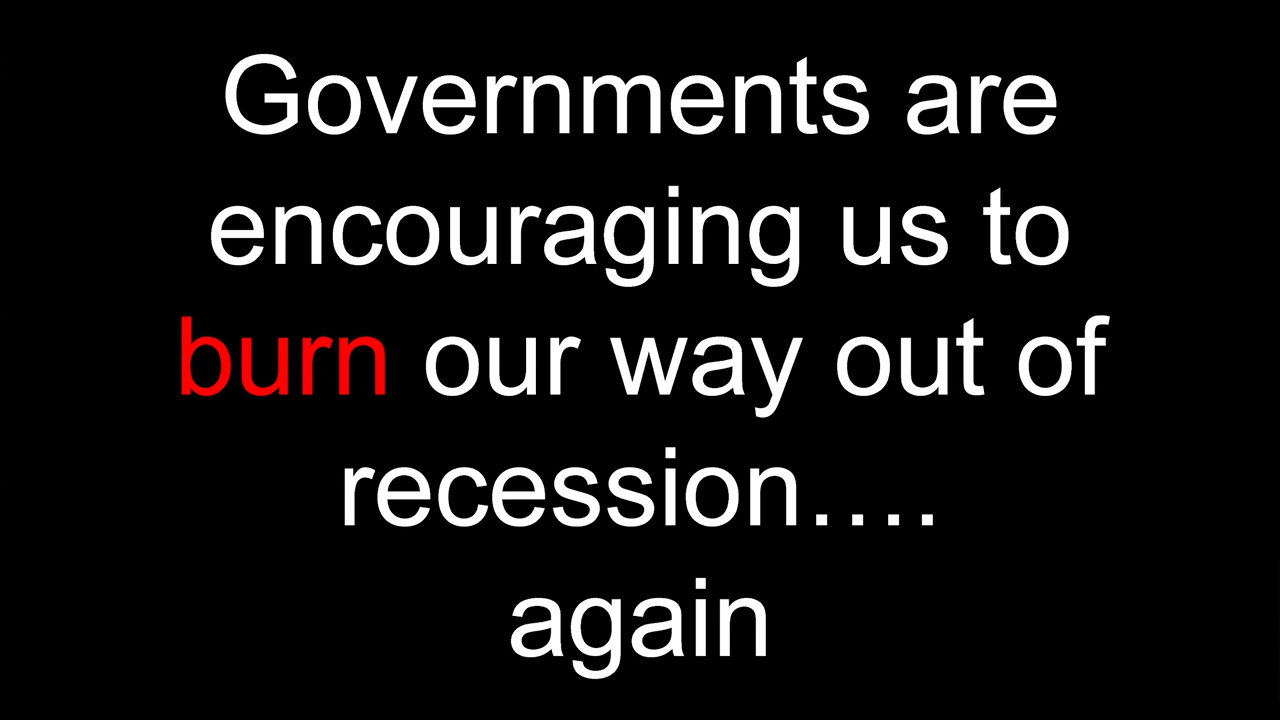 Governments are
encouraging us to
burn our way out of
recession….
again